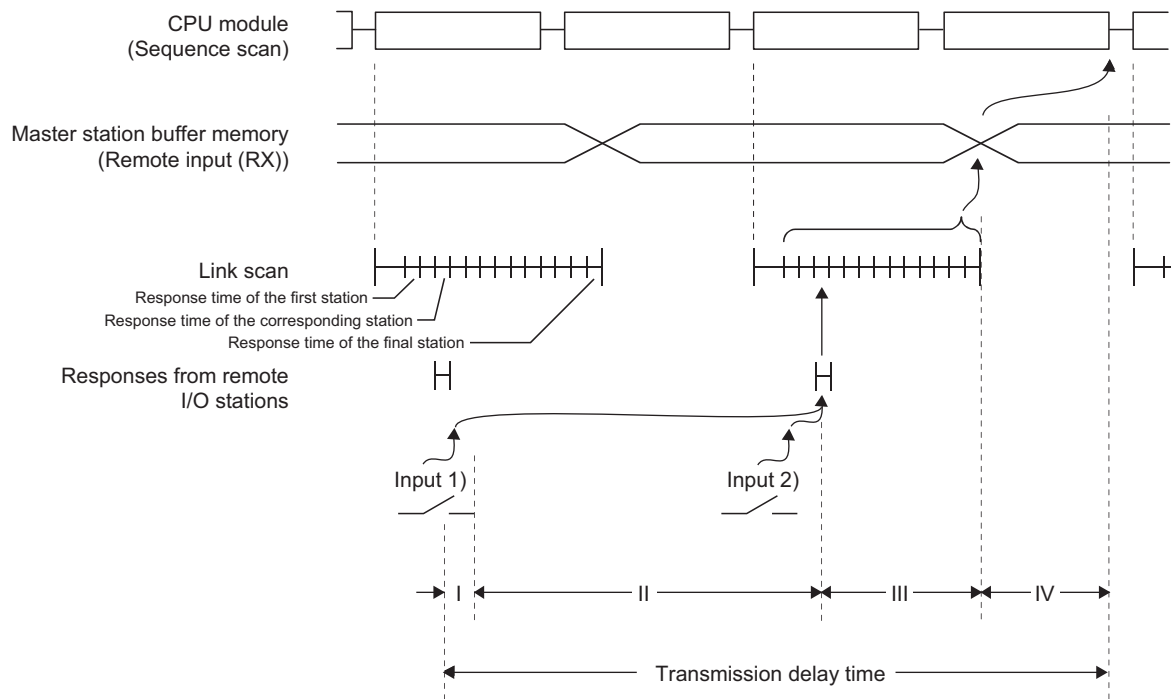 CPU module
(Sequence scan)
Master station buffer memory
(Remote input (RX))
Link scan
Response time of the first station
Response time of the corresponding station
Response time of the final station
Responses from remote
I/O stations
Input 1)
Input 2)
I
II
III
IV
Transmission delay time